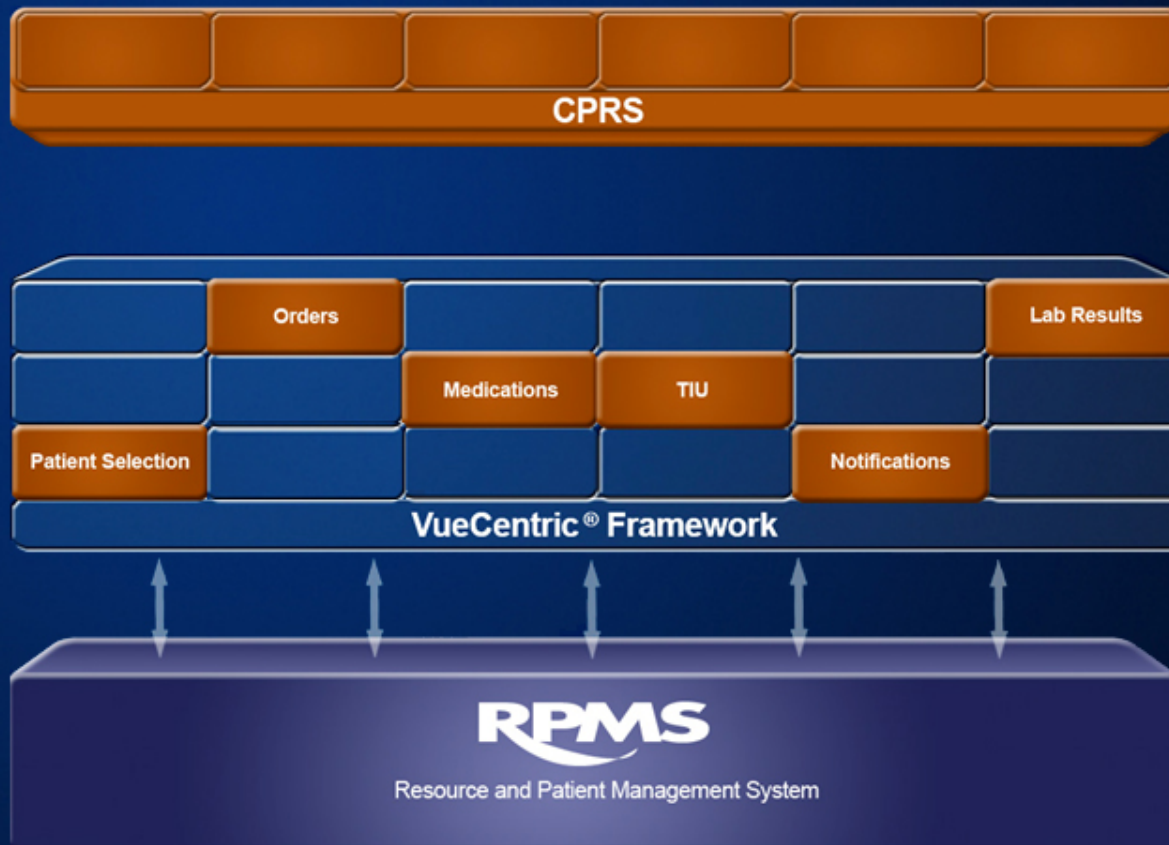 CPRS
Orders
Lab Results
Medications
TIU
Patient Selection
Notifications
VueCentric® Framework
RPMS
Resource and Patient Management System